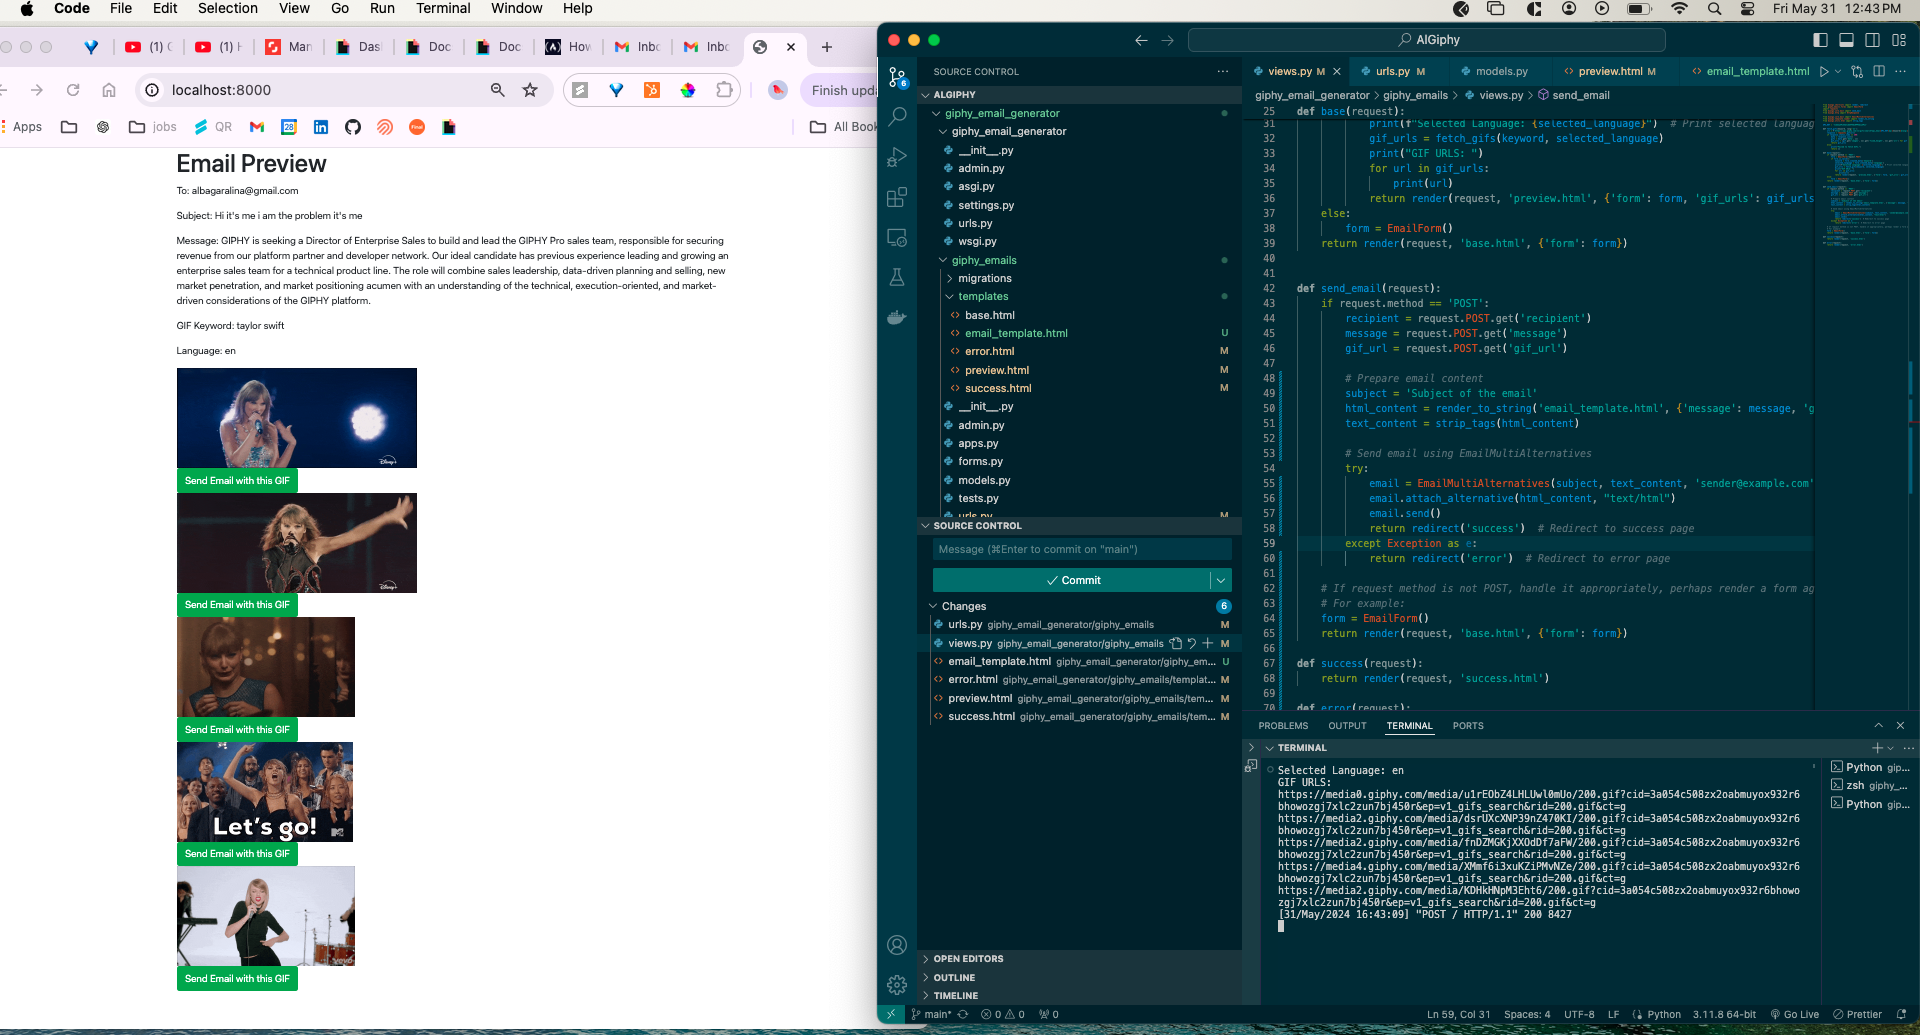 Code File Edit Selection View Go Run Terminal Window Help
Fri May 31 12:43 PM
(1) (
(1) H
Man
Das
Doc
Doc
How
Inbo
Inbo
localhost:8000
Finish upda
Apps
jobs
QR
All Book
Email Preview
To: albagaralina@gmail.com
Subject: Hi it's me i am the problem it's me
Message: GIPHY is seeking a Director of Enterprise Sales to build and lead the GIPHY Pro sales team, responsible for securing
revenue from our platform partner and developer network. Our ideal candidate has previous experience leading and growing an
enterprise sales team for a technical product line. The role will combine sales leadership, data-driven planning and selling, new
market penetration, and market positioning acumen with an understanding of the technical, execution-oriented, and market-
driven considerations of the GIPHY platform.
GIF Keyword: taylor swift
Language: en
Disney+
Send Email with this GIF
Disney+
Send Email with this GIF
Send Email with this GIF
Let's go!
Send Email with this GIF
Send Email with this GIF
AlGiphy
6
SOURCE CONTROL
ALGIPHY
giphy_email_generator
giphy_email_generator
__init__.py
admin.py
asgi.py
settings.py
urls.py
wsgi.py
giphy_emails
migrations
templates
base.html
email_template.html U
error.html M
preview.html M
success.html M
__init__.py
admin.py
apps.py
forms.py
models.py
tests.py
urls.py M
SOURCE CONTROL
Message (⌘Enter to commit on "main")
Commit
Changes 6
urls.py giphy_email_generator/giphy_emails M
views.py giphy_email_generator/giphy_emails M
email_template.html giphy_email_generator/giphy_em... U
error.html giphy_email_generator/giphy_emails/templat... M
preview.html giphy_email_generator/giphy_emails/tem... M
success.html giphy_email_generator/giphy_emails/tem... M
OPEN EDITORS
OUTLINE
TIMELINE
views.py M
urls.py M
models.py
preview.html M
email_template.html
giphy_email_generator > giphy_emails > views.py > send_email
25 def base(request):
31 print(f"Selected Language: {selected_language}") # Print selected languag
32 gif_urls = fetch_gifs(keyword, selected_language)
33 print("GIF URLS: ")
34 for url in gif_urls:
35 print(url)
36 return render(request, 'preview.html', {'form': form, 'gif_urls': gif_urls
37 else:
38 form = EmailForm()
39 return render(request, 'base.html', {'form': form})
40
41
42 def send_email(request):
43 if request.method == 'POST':
44 recipient = request.POST.get('recipient')
45 message = request.POST.get('message')
46 gif_url = request.POST.get('gif_url')
47
48 # Prepare email content
49 subject = 'Subject of the email'
50 html_content = render_to_string('email_template.html', {'message': message, 'g
51 text_content = strip_tags(html_content)
52
53 # Send email using EmailMultiAlternatives
54 try:
55 email = EmailMultiAlternatives(subject, text_content, 'sender@example.com'
56 email.attach_alternative(html_content, "text/html")
57 email.send()
58 return redirect('success') # Redirect to success page
59 except Exception as e:
60 return redirect('error') # Redirect to error page
61
62 # If request method is not POST, handle it appropriately, perhaps render a form ag
63 # For example:
64 form = EmailForm()
65 return render(request, 'base.html', {'form': form})
66
67 def success(request):
68 return render(request, 'success.html')
69
70 def error(request):
PROBLEMS OUTPUT TERMINAL PORTS
TERMINAL
Selected Language: en
GIF URLS:
https://media0.giphy.com/media/u1rEObZ4LHLUwl0mUo/200.gif?cid=3a054c508zx2oabmuyox932r6
bhowozgj7xlc2zun7bj450r&ep=v1_gifs_search&rid=200.gif&ct=g
https://media2.giphy.com/media/dsrUXcXNP39nZ470KI/200.gif?cid=3a054c508zx2oabmuyox932r6
bhowozgj7xlc2zun7bj450r&ep=v1_gifs_search&rid=200.gif&ct=g
https://media2.giphy.com/media/fnDZMGKjXXOdDf7aFW/200.gif?cid=3a054c508zx2oabmuyox932r6
bhowozgj7xlc2zun7bj450r&ep=v1_gifs_search&rid=200.gif&ct=g
https://media4.giphy.com/media/XMmf6i3xuKZiPMvNZe/200.gif?cid=3a054c508zx2oabmuyox932r6
bhowozgj7xlc2zun7bj450r&ep=v1_gifs_search&rid=200.gif&ct=g
https://media2.giphy.com/media/KDHkHNpM3Eht6/200.gif?cid=3a054c508zx2oabmuyox932r6bhowo
zgj7xlc2zun7bj450r&ep=v1_gifs_search&rid=200.gif&ct=g
[31/May/2024 16:43:09] "POST / HTTP/1.1" 200 8427
Python gip...
zsh giphy_...
Python gip...
main* 0 0 0
Ln 59, Col 31 Spaces: 4 UTF-8 LF Python 3.11.8 64-bit Go Live Prettier